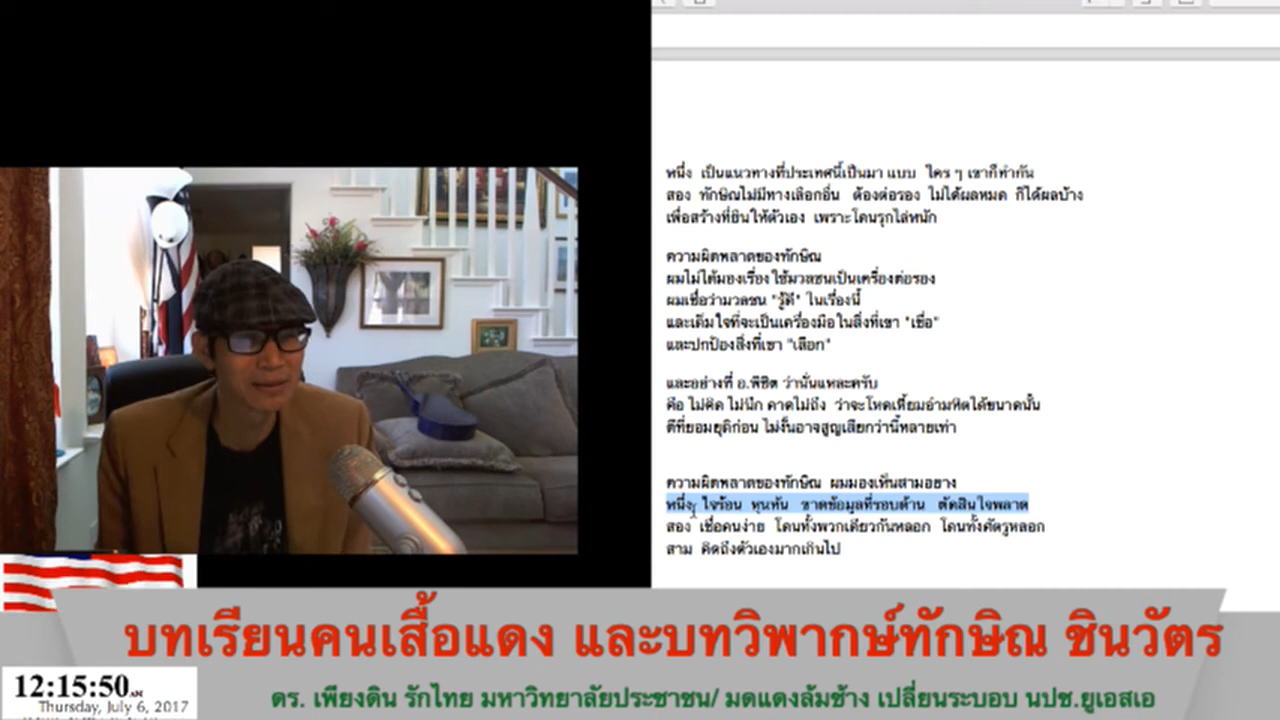 หนึ่ง เป็นแนวทางที่ประเทศนี้เป็นมา แบบ ใคร ๆ เขาก็ทำกัน
สอง ทักษิณไม่มีทางเลือกอื่น ต้องต่อรอง ไม่ได้ผลหมด ก็ได้ผลบ้าง
เพื่อสร้างที่ยืนให้ตัวเอง เพราะโดนรุกไล่หนัก
ความผิดพลาดของทักษิณ
ผมไม่ได้มองเรื่องใช้มวลชนเป็นเครื่องต่อรอง
ผมเชื่อว่ามวลชน "รู้ดี" ในเรื่องนี้
และเต็มใจที่จะเป็นเครื่องมือในสิ่งที่เขา "เชื่อ"
และปกป้องสิ่งที่เขา "เลือก"
และอย่างที่ อ.พิชิต ว่านั่นแหละครับ
คือ ไม่คิด ไม่นึก คาดไม่ถึง ว่าจะโหดเหี้ยมอำมหิตได้ขนาดนั้น
ดีที่ยอมยุติก่อน ไม่งั้นอาจสูญเสียกว่านี้หลายเท่า
ความผิดพลาดของทักษิณ ผมมองเห็นสามอย่าง
หนึ่ง ใจร้อน หุนหัน ขาดข้อมูลที่รอบด้าน ตัดสินใจพลาด
สอง เชื่อคนง่าย โดนทั้งพวกเดียวกันหลอก โดนทั้งศัตรูหลอก
สาม คิดถึงตัวเองมากเกินไป
บทเรียนคนเสื้อแดง และบทวิพากษ์ทักษิณ ชินวัตร
12:15:50 AM
Thursday, July 6, 2017
ดร. เพียงดิน รักไทย มหาวิทยาลัยประชาชน/ มดแดงล้มช้าง เปลี่ยนระบอบ นปช.ยูเอสเอ